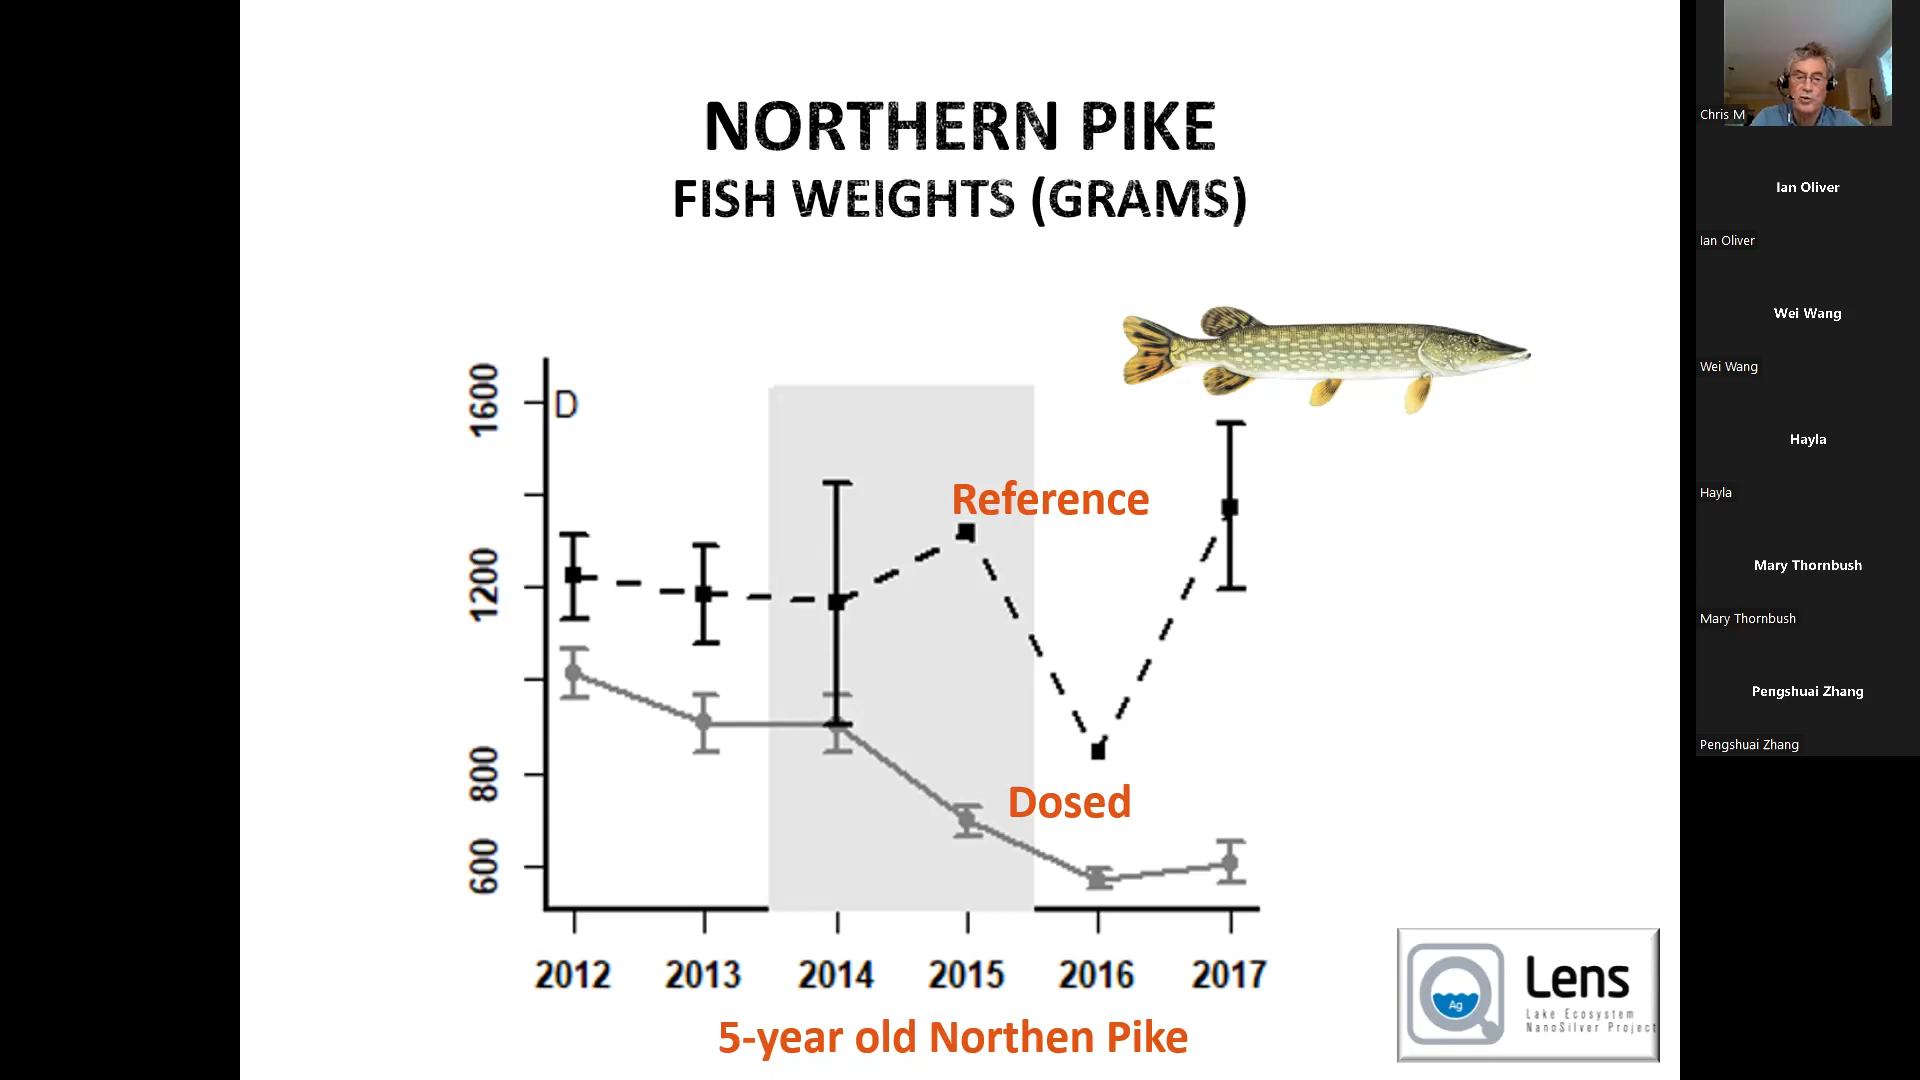 NORTHERN PIKE
FISH WEIGHTS (GRAMS)
1600
1200
800
600
D
Reference
Dosed
2012 2013 2014 2015 2016 2017
5-year old Northen Pike
Ag
Lens
Lake Ecosystem
NanoSilver Project
Chris M
Ian Oliver
Ian Oliver
Wei Wang
Wei Wang
Hayla
Hayla
Mary Thornbush
Mary Thornbush
Pengshuai Zhang
Pengshuai Zhang